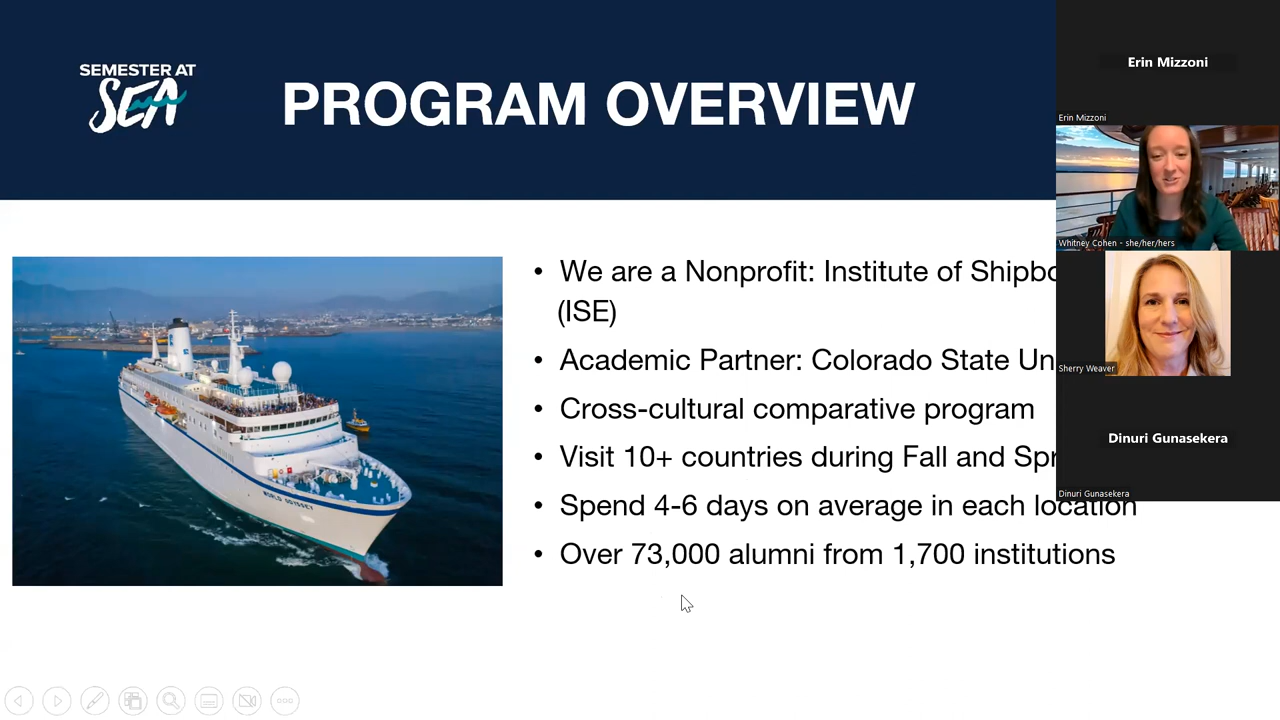 SEMESTER AT
SEA
PROGRAM OVERVIEW
WORLD ODYSSEY
• We are a Nonprofit: Institute of
(ISE)
• Academic Partner: Colorado State
• Cross-cultural comparative program
• Visit 10+ countries during Fall and
• Spend 4-6 days on average in each location
• Over 73,000 alumni from 1,700 institutions
Erin Mizzoni
Erin Mizzoni
Whitney Cohen - she/her/hers
Sherry Weaver
Dinuri Gunasekera
Dinuri Gunasekera